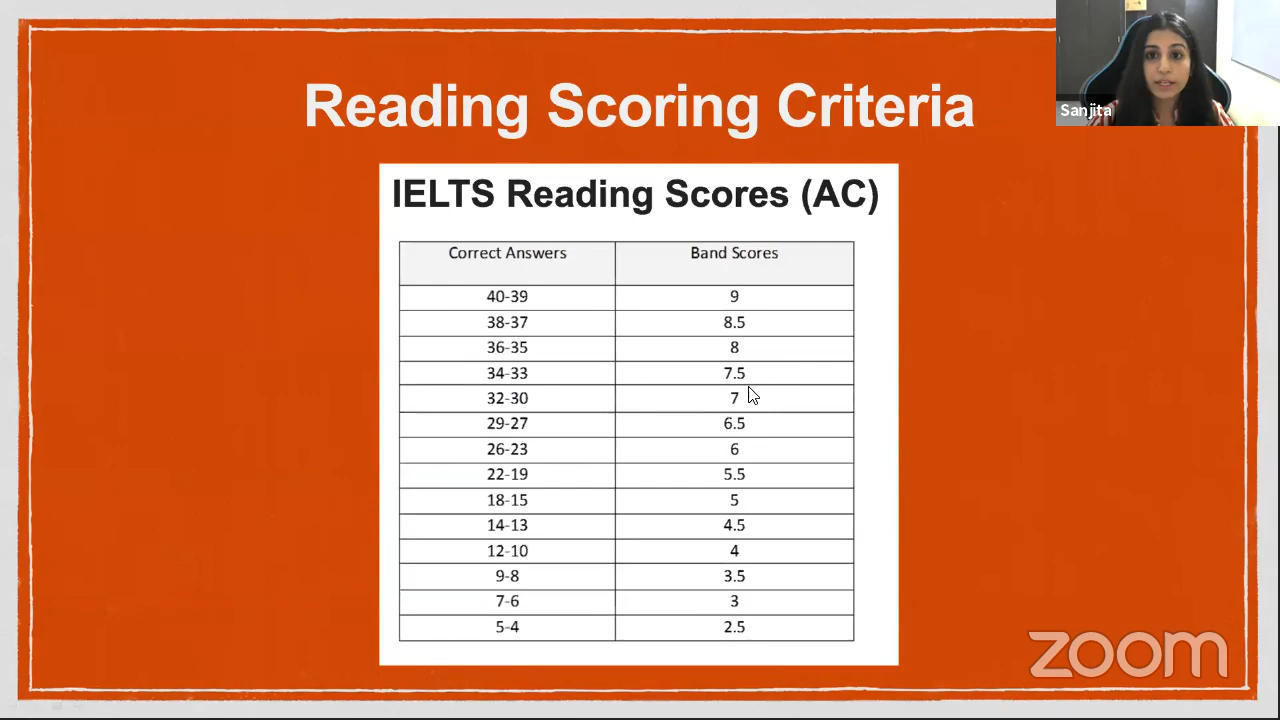 Reading Scoring Criteria
Sanjita
IELTS Reading Scores (AC)
Correct Answers Band Scores
40-39 9
38-37 8.5
36-35 8
34-33 7.5
32-30 7
29-27 6.5
26-23 6
22-19 5.5
18-15 5
14-13 4.5
12-10 4
9-8 3.5
7-6 3
5-4 2.5
zoom